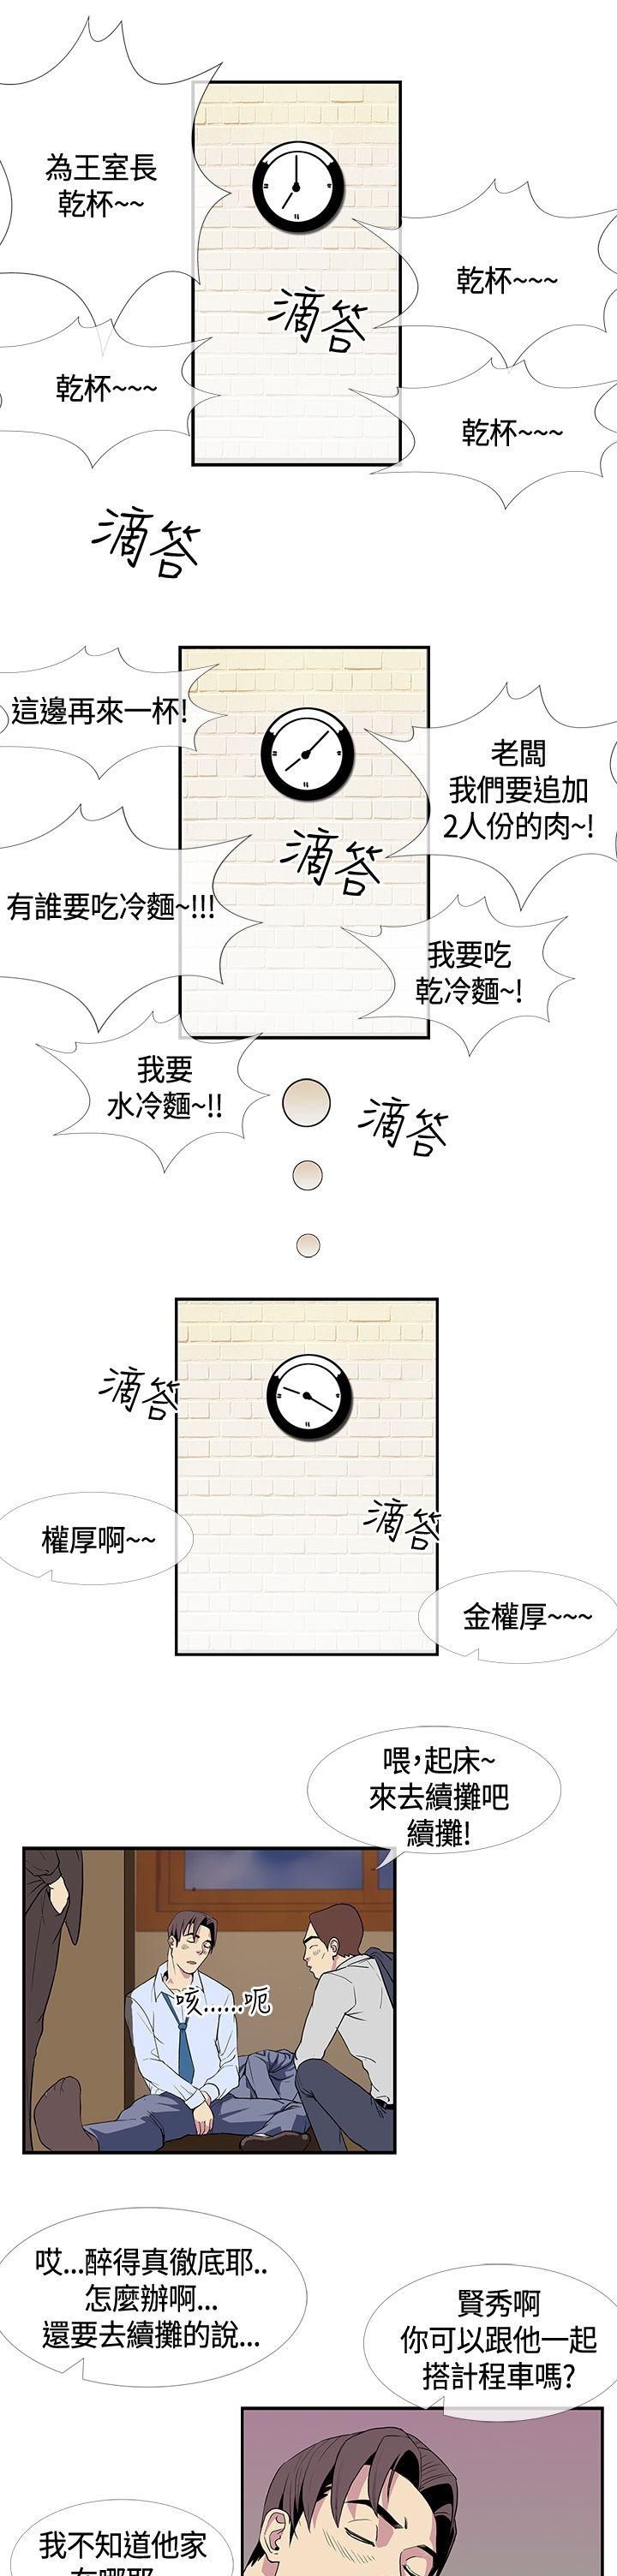 為王室長
乾杯~~
乾杯~~~
滴答
乾杯~~~
乾杯~~~
滴答
這邊再來一杯!
老闆
我們要追加
2人份的肉~!
滴答
有誰要吃冷麵~!!!
我要吃
乾冷麵~!
我要
水冷麵~!!
滴答
滴答
滴答
權厚啊~~
金權厚~~~
喂,起床~
來去續攤吧
續攤!
咳......呃
哎...醉得真徹底耶..
怎麼辦啊...
還要去續攤的說...
賢秀啊
你可以跟他一起
搭計程車嗎?
我不知道他家
在哪耶